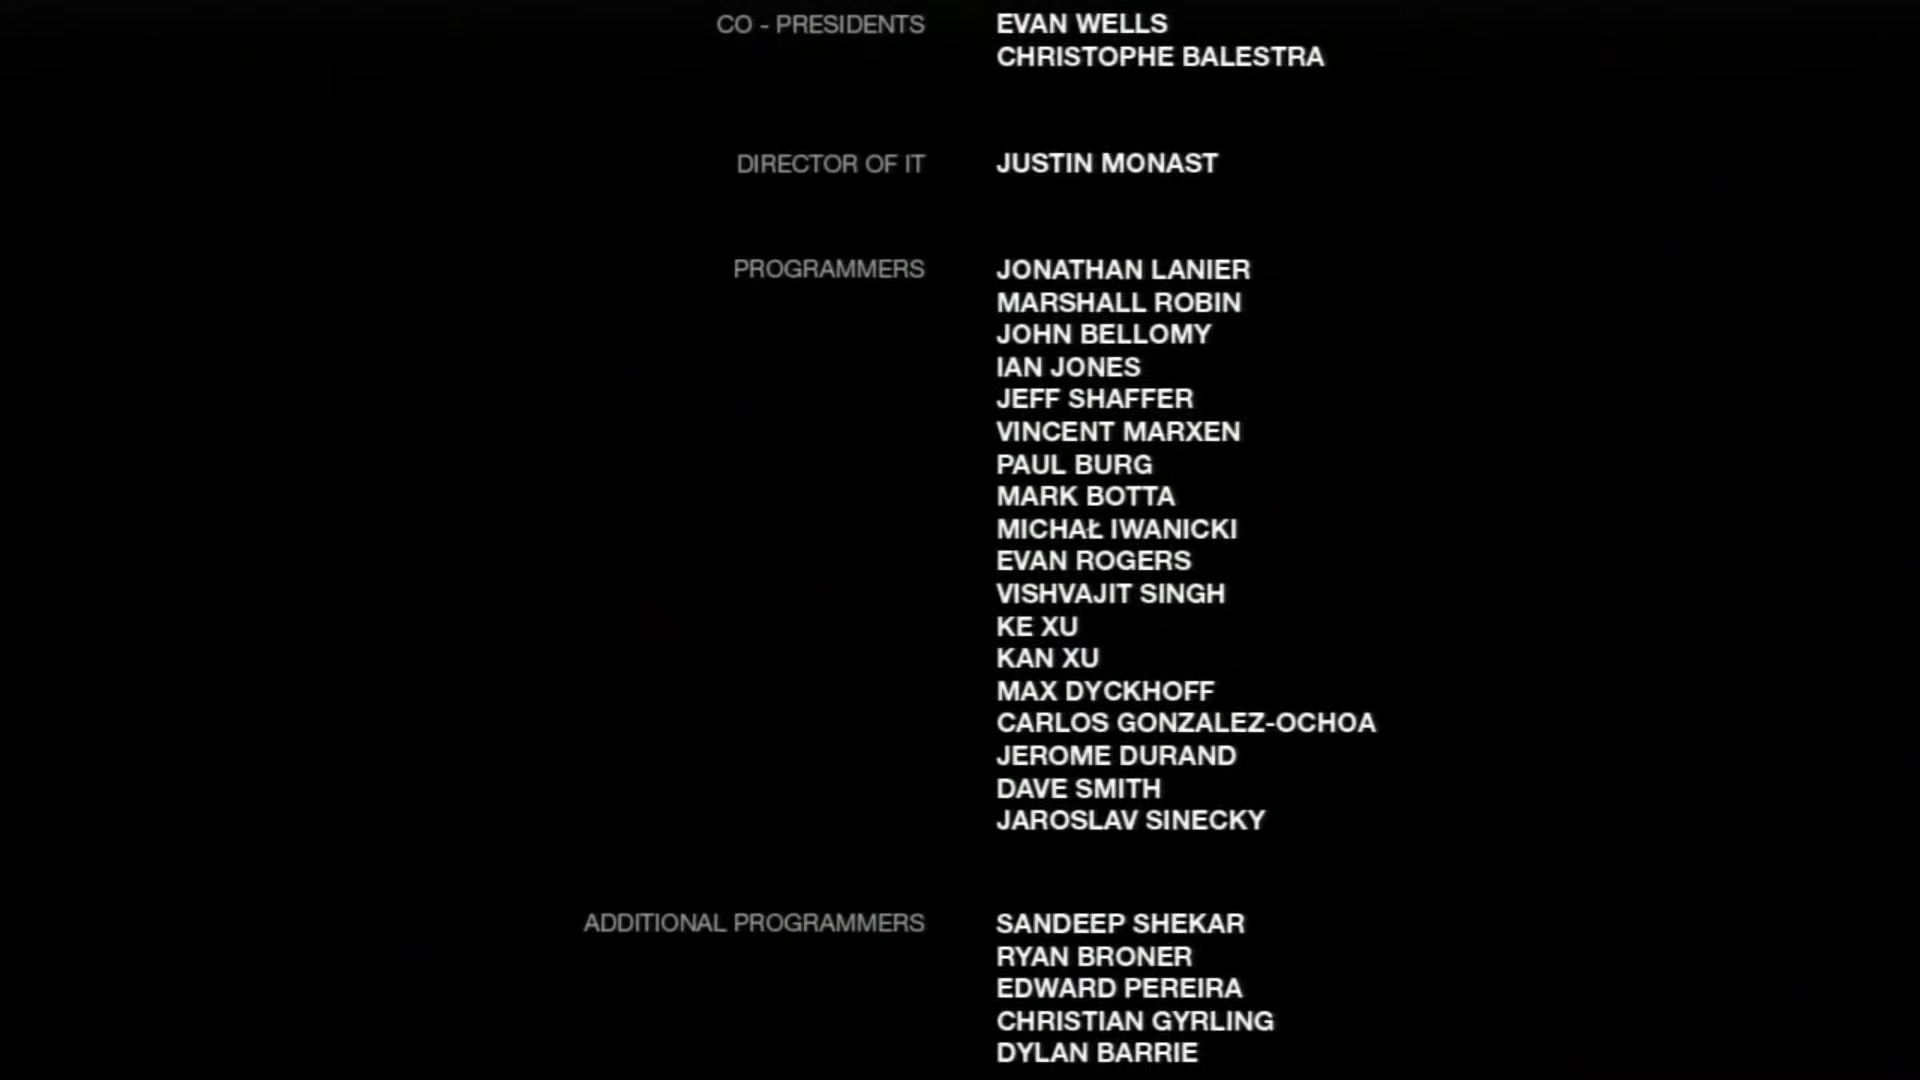 CO - PRESIDENTS EVAN WELLS
CHRISTOPHE BALESTRA
DIRECTOR OF IT JUSTIN MONAST
PROGRAMMERS JONATHAN LANIER
MARSHALL ROBIN
JOHN BELLOMY
IAN JONES
JEFF SHAFFER
VINCENT MARXEN
PAUL BURG
MARK BOTTA
MICHAŁ IWANICKI
EVAN ROGERS
VISHVAJIT SINGH
KE XU
KAN XU
MAX DYCKHOFF
CARLOS GONZALEZ-OCHOA
JEROME DURAND
DAVE SMITH
JAROSLAV SINECKY
ADDITIONAL PROGRAMMERS SANDEEP SHEKAR
RYAN BRONER
EDWARD PEREIRA
CHRISTIAN GYRLING
DYLAN BARRIE